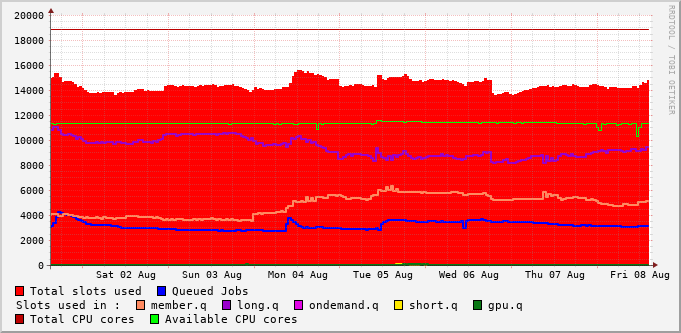 RRDTOOL / TOBI OETIKER
20000
18000
16000
14000
12000
10000
8000
6000
4000
2000
0
Sat 02 Aug Sun 03 Aug Mon 04 Aug Tue 05 Aug Wed 06 Aug Thu 07 Aug Fri 08 Aug
Total slots used Queued Jobs
Slots used in : member.q long.q ondemand.q short.q gpu.q
Total CPU cores Available CPU cores